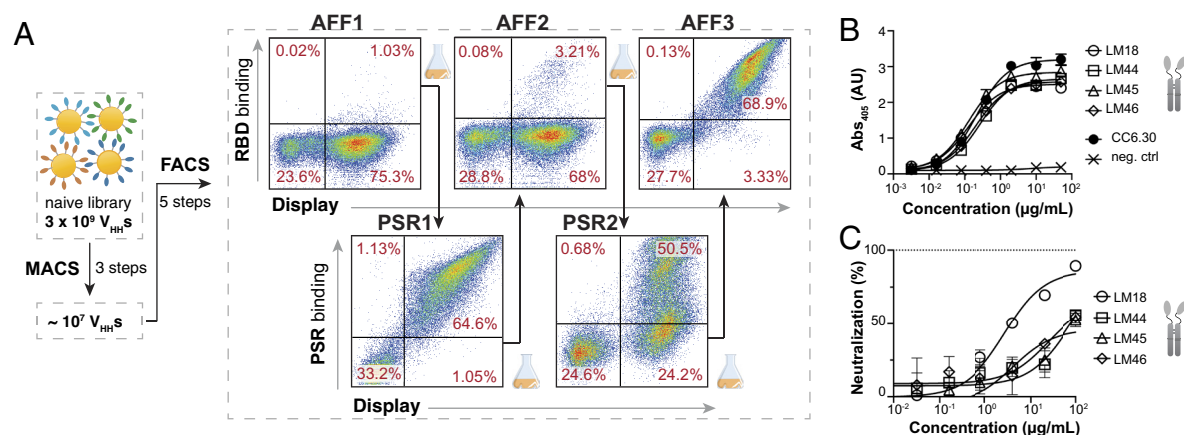 A
naive library
3 x 10⁹ VHHs
MACS
3 steps
~ 10⁷ VHHs
FACS
5 steps
AFF1
AFF2
AFF3
RBD binding
0.02%
1.03%
23.6%
75.3%
0.08%
3.21%
28.8%
68%
0.13%
68.9%
27.7%
3.33%
Display
PSR1
PSR2
PSR binding
1.13%
64.6%
33.2%
1.05%
0.68%
50.5%
24.6%
24.2%
Display
B
Abs405 (AU)
4
3
2
1
0
10⁻³
10⁻²
10⁻¹
10⁰
10¹
10²
Concentration (µg/mL)
LM18
LM44
LM45
LM46
CC6.30
neg. ctrl
C
Neutralization (%)
100
50
0
10⁻²
10⁻¹
10⁰
10¹
10²
Concentration (µg/mL)
LM18
LM44
LM45
LM46